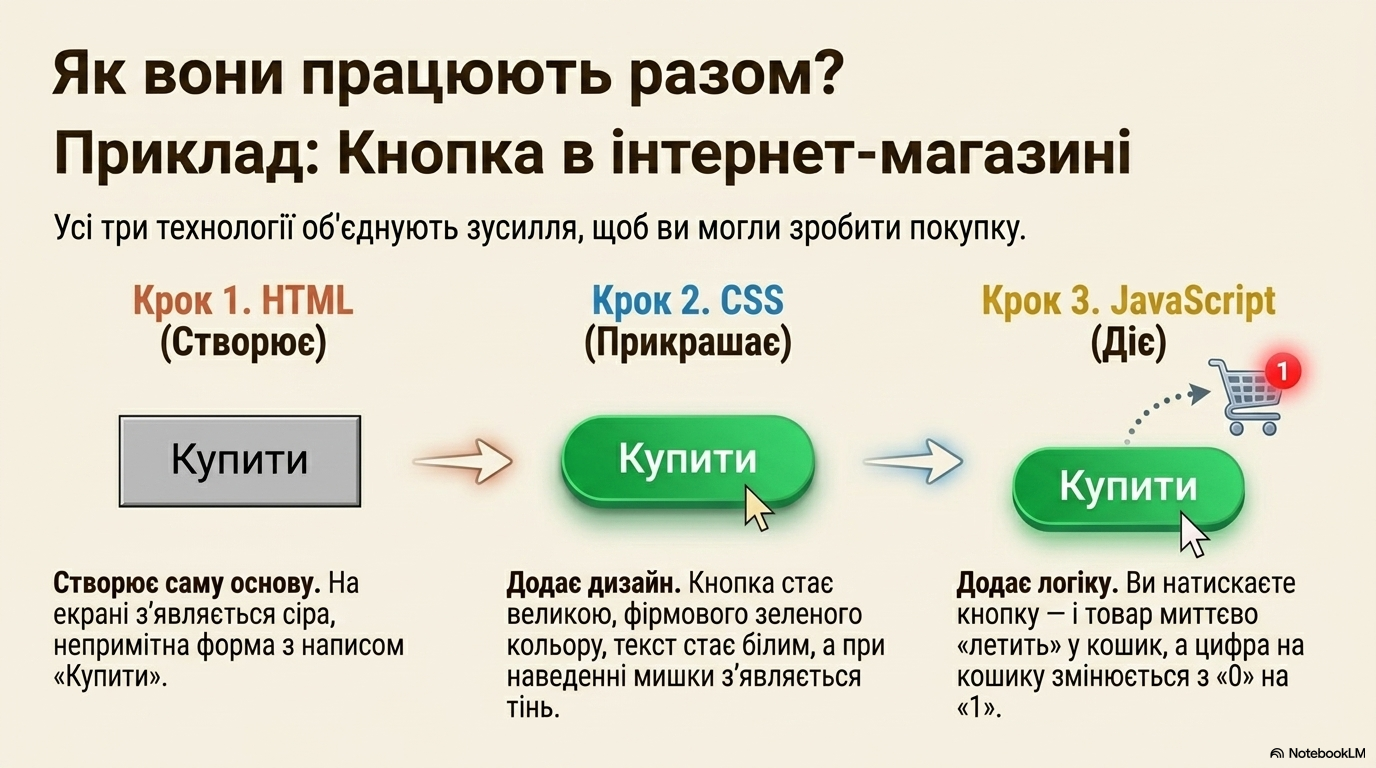 Як вони працюють разом?
Приклад: Кнопка в інтернет-магазині
Усі три технології об'єднують зусилля, щоб ви могли зробити покупку.
Крок 1. HTML
(Створює)
Купити
Створює саму основу. На
екрані з’являється сіра,
непримітна форма з написом
«Купити».
Крок 2. CSS
(Прикрашає)
Купити
Додає дизайн. Кнопка стає
великою, фірмового зеленого
кольору, текст стає білим, а при
наведенні мишки з’являється
тінь.
Крок 3. JavaScript
(Діє)
1
Купити
Додає логіку. Ви натискаєте
кнопку — і товар миттєво
«летить» у кошик, а цифра на
кошику змінюється з «0» на
«1».
NotebookLM